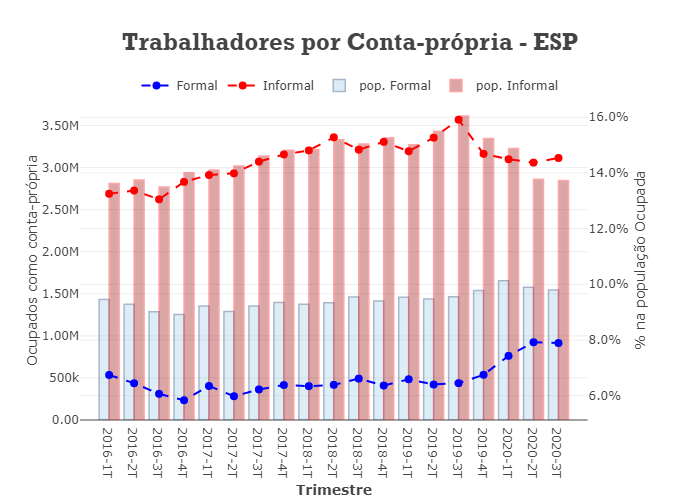 Trabalhadores por Conta-própria - ESP
Formal
Informal
pop. Formal
pop. Informal
Ocupados como conta-própria
3.50M
3.00M
2.50M
2.00M
1.50M
1.00M
500k
0.00
16.0%
14.0%
12.0%
10.0%
8.0%
6.0%
% na população Ocupada
2016-1T
2016-2T
2016-3T
2016-4T
2017-1T
2017-2T
2017-3T
2017-4T
2018-1T
2018-2T
2018-3T
2018-4T
2019-1T
2019-2T
2019-3T
2019-4T
2020-1T
2020-2T
2020-3T
Trimestre